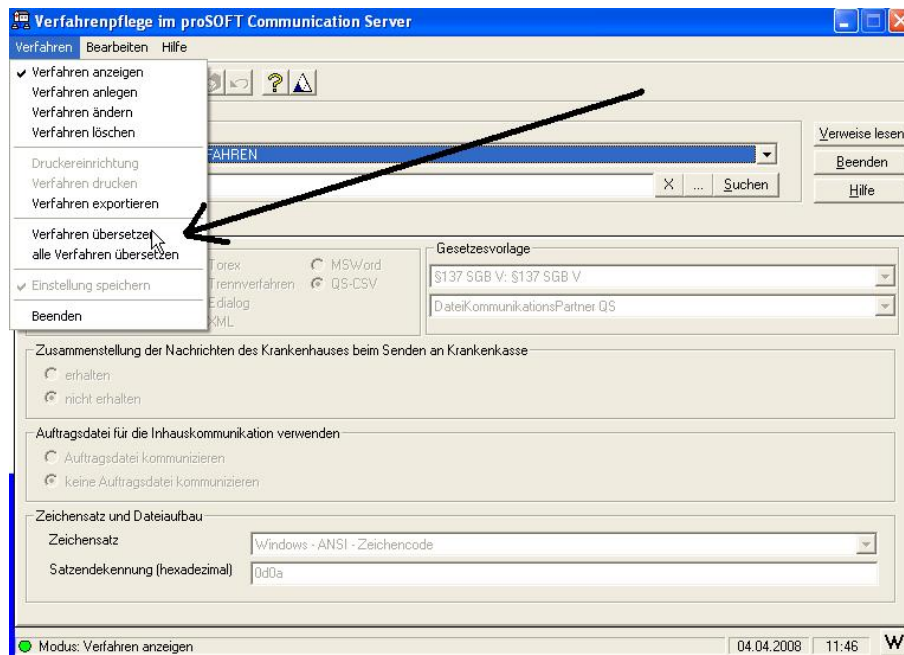 Verfahrenpflege im proSOFT Communication Server
Verfahren Bearbeiten Hilfe
Verfahren anzeigen
Verfahren anlegen
Verfahren ändern
Verfahren löschen
Druckereinrichtung
Verfahren drucken
Verfahren exportieren
Verfahren übersetzen
alle Verfahren übersetzen
Einstellung speichern
Beenden
Verweise lesen
Beenden
X ... Suchen
Hilfe
Torex MSWord
Trennverfahren QS-CSV
Edialog
XML
Gesetzesvorlage
§137 SGB V: §137 SGB V
DateiKommunikationsPartner QS
Zusammenstellung der Nachrichten des Krankenhauses beim Senden an Krankenkasse
erhalten
nicht erhalten
Auftragsdatei für die Inhauskommunikation verwenden
Auftragsdatei kommunizieren
keine Auftragsdatei kommunizieren
Zeichensatz und Dateiaufbau
Zeichensatz Windows - ANSI - Zeichencode
Satzendekennung (hexadezimal) 0d0a
Modus: Verfahren anzeigen 04.04.2008 11:46 W